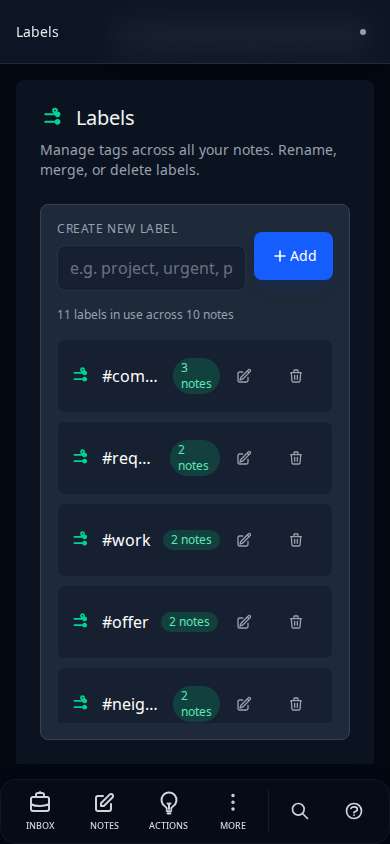 Labels
Labels
Manage tags across all your notes. Rename,
merge, or delete labels.
CREATE NEW LABEL
e.g. project, urgent, p
Add
11 labels in use across 10 notes
#com...
3
notes
#req...
2
notes
#work
2 notes
#offer
2 notes
#neig...
2
notes
INBOX
NOTES
ACTIONS
MORE